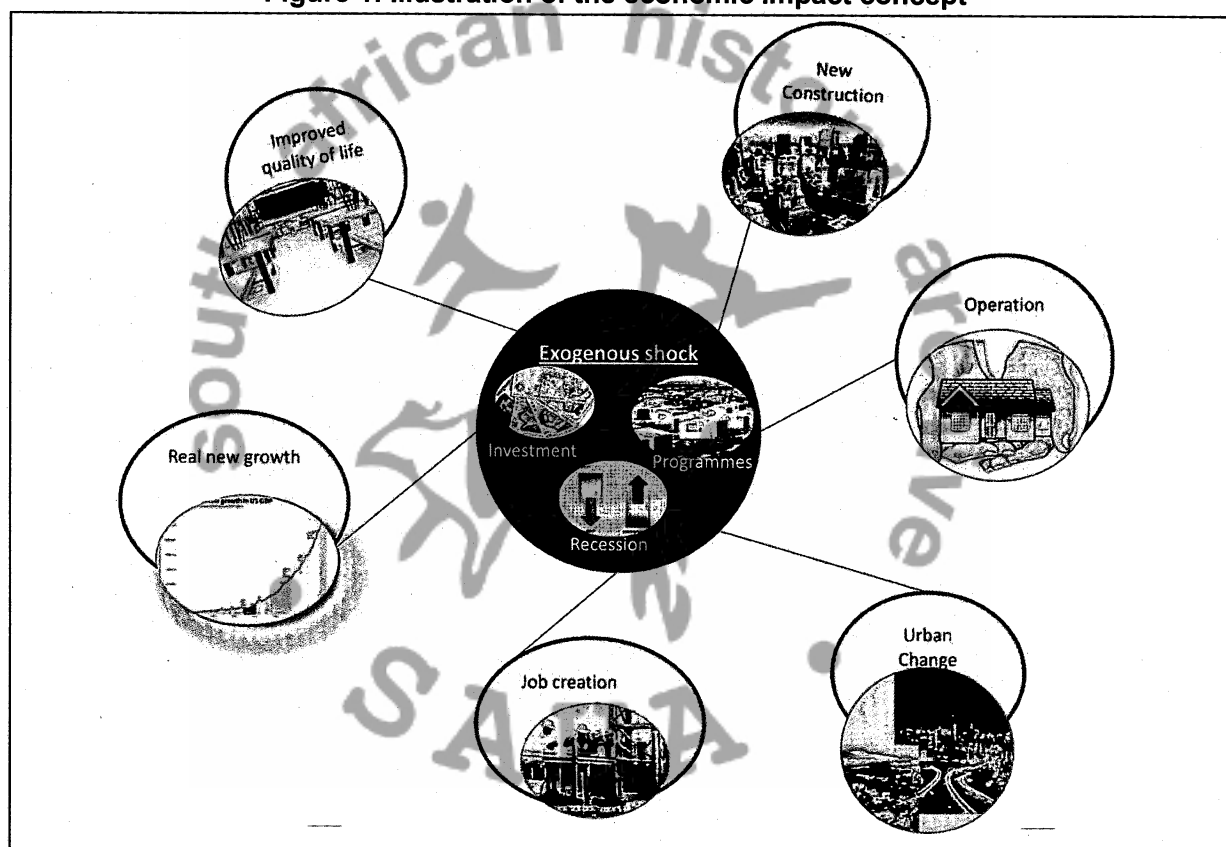 Figure 1: Illustration of the economic impact concept
New
Construction
Improved
quality of life
Operation
Exogenous shock
Investment
Programmes
Recession
Real new growth
Job creation
Urban
Change
south african history archive
SAHA